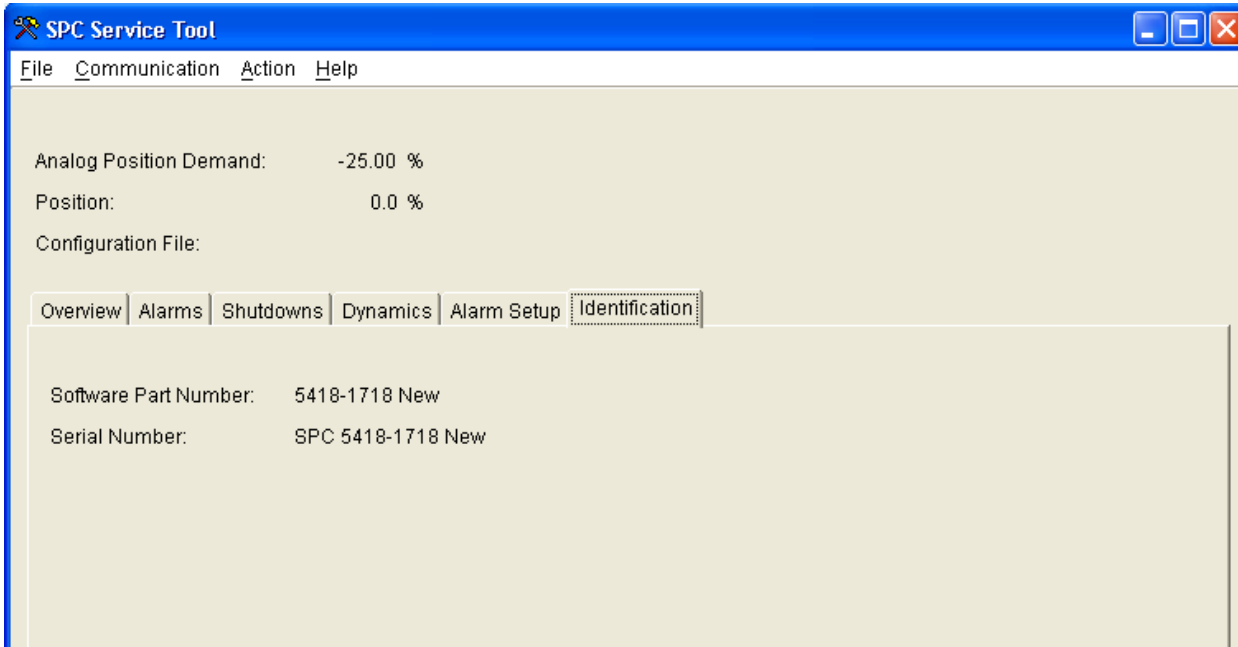 SPC Service Tool
File Communication Action Help
Analog Position Demand: -25.00 %
Position: 0.0 %
Configuration File:
Overview Alarms Shutdowns Dynamics Alarm Setup Identification
Software Part Number: 5418-1718 New
Serial Number: SPC 5418-1718 New